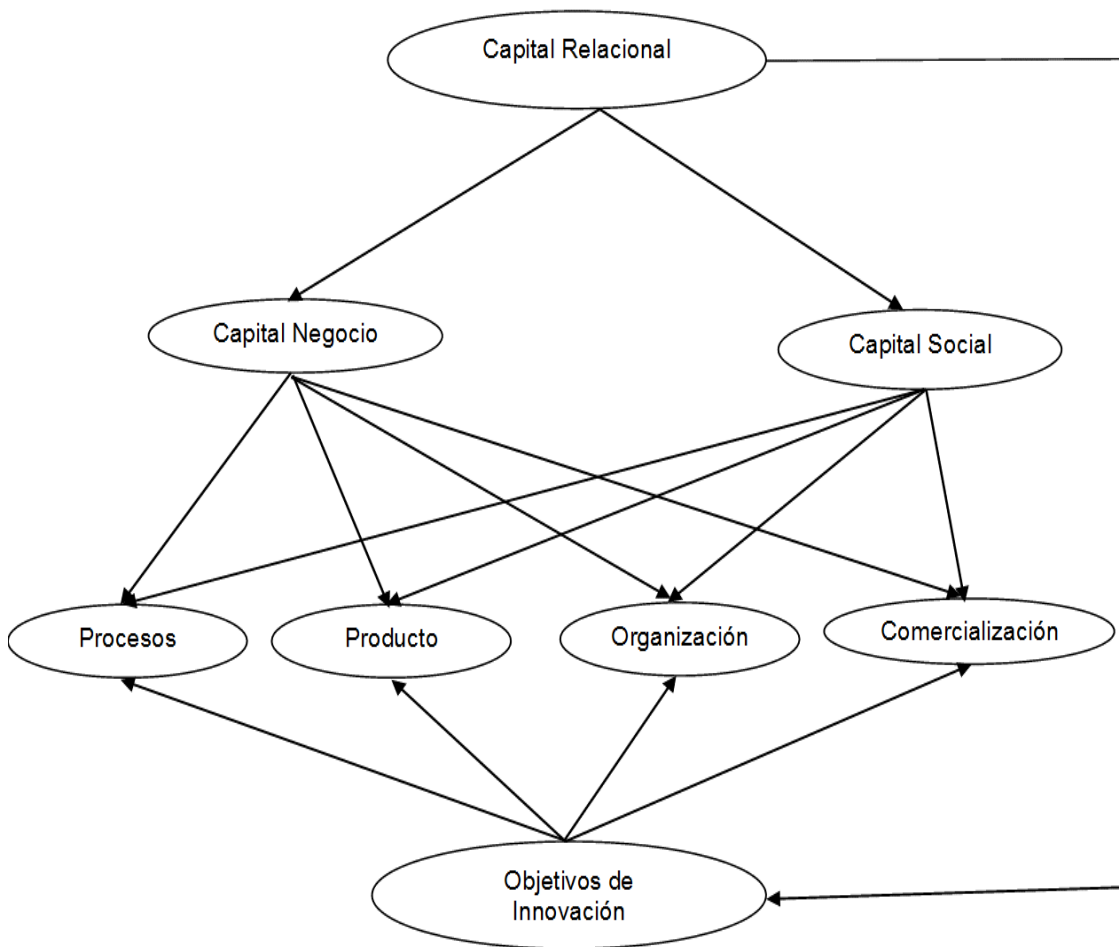 Capital Relacional
Capital Negocio
Capital Social
Procesos
Producto
Organización
Comercialización
Objetivos de
Innovación